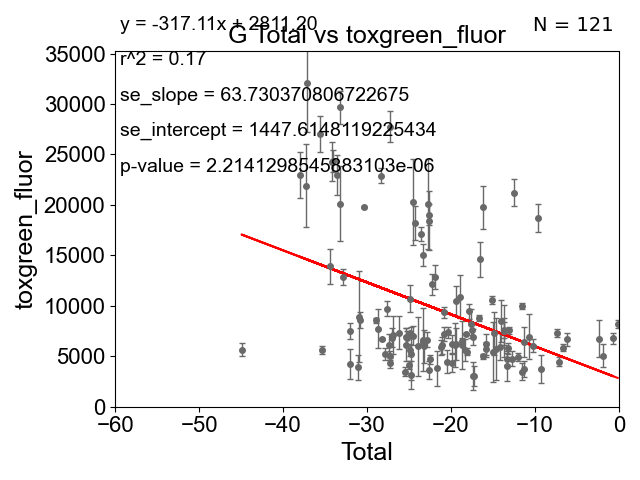 y = -317.11x + 2811.20
N = 121
G Total vs toxgreen_fluor
r^2 = 0.17
se_slope = 63.730370806722675
se_intercept = 1447.6148119225434
p-value = 2.2141298545883103e-06
35000
30000
25000
20000
15000
10000
5000
0
toxgreen_fluor
−60
−50
−40
−30
−20
−10
0
Total